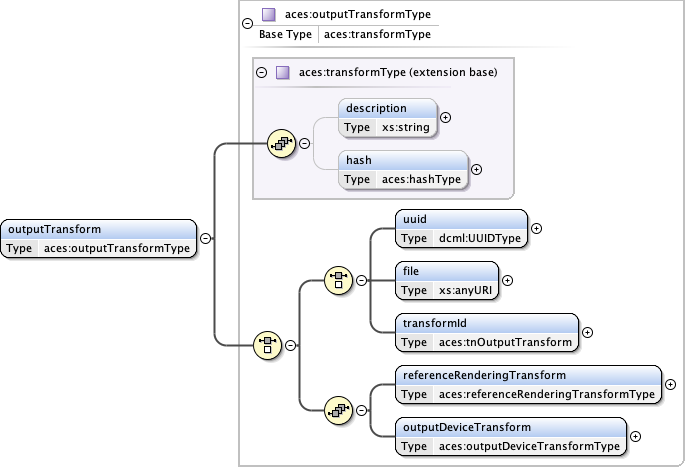 aces:outputTransformType
Base Type aces:transformType
aces:transformType (extension base)
description
Type xs:string
hash
Type aces:hashType
outputTransform
Type aces:outputTransformType
uuid
Type dcml:UUIDType
file
Type xs:anyURI
transformId
Type aces:tnOutputTransform
referenceRenderingTransform
Type aces:referenceRenderingTransformType
outputDeviceTransform
Type aces:outputDeviceTransformType